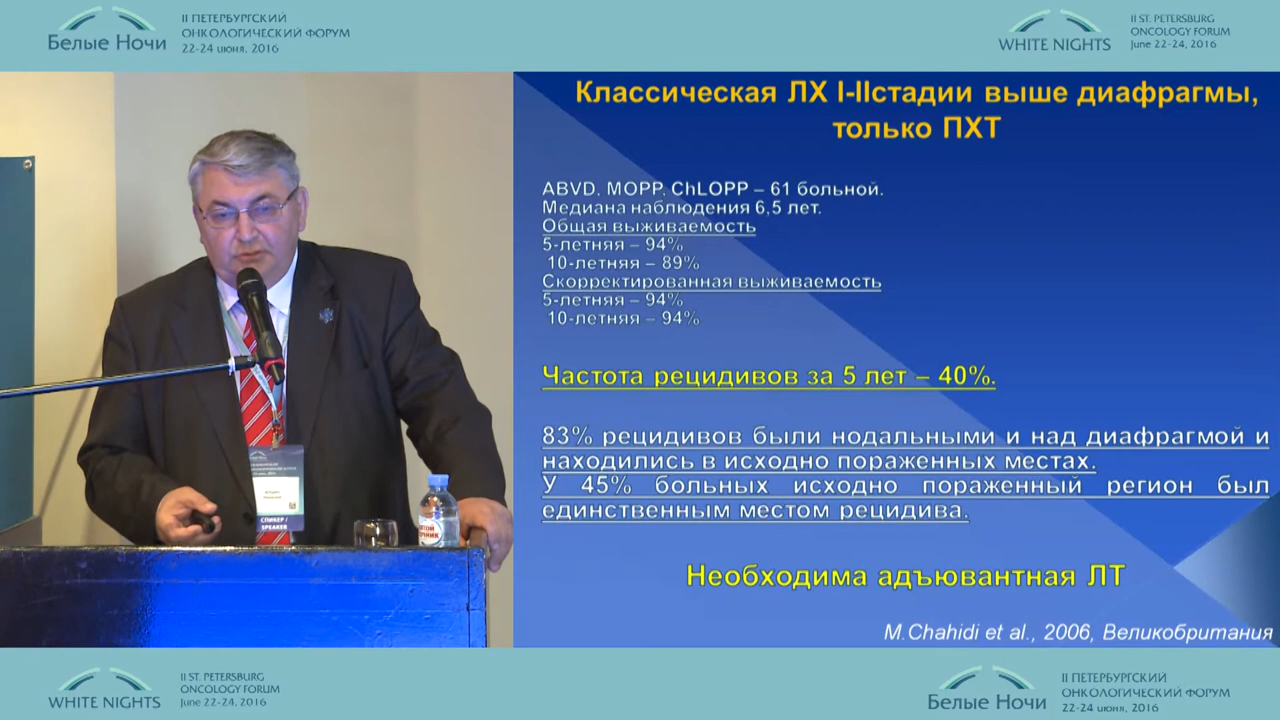 II ПЕТЕРБУРГСКИЙ
ОНКОЛОГИЧЕСКИЙ ФОРУМ
Белые Ночи
22-24 июня, 2016
II ST. PETERSBURG
ONCOLOGY FORUM
WHITE NIGHTS
June 22-24, 2016
Классическая ЛХ I-IIстадии выше диафрагмы,
только ПХТ
ABVD, MOPP, ChLOPP – 61 больной.
Медиана наблюдения 6,5 лет.
Общая выживаемость
5-летняя – 94%
10-летняя – 89%
Скорректированная выживаемость
5-летняя – 94%
10-летняя – 94%
Частота рецидивов за 5 лет – 40%.
83% рецидивов были нодальными и над диафрагмой и
находились в исходно пораженных местах.
У 45% больных исходно пораженный регион был
единственным местом рецидива.
Необходима адъювантная ЛТ
M.Chahidi et al., 2006, Великобритания
СПИКЕР /
SPEAKER
II ST. PETERSBURG
ONCOLOGY FORUM
WHITE NIGHTS
June 22-24, 2016
II ПЕТЕРБУРГСКИЙ
ОНКОЛОГИЧЕСКИЙ ФОРУМ
Белые Ночи
22-24 июня, 2016